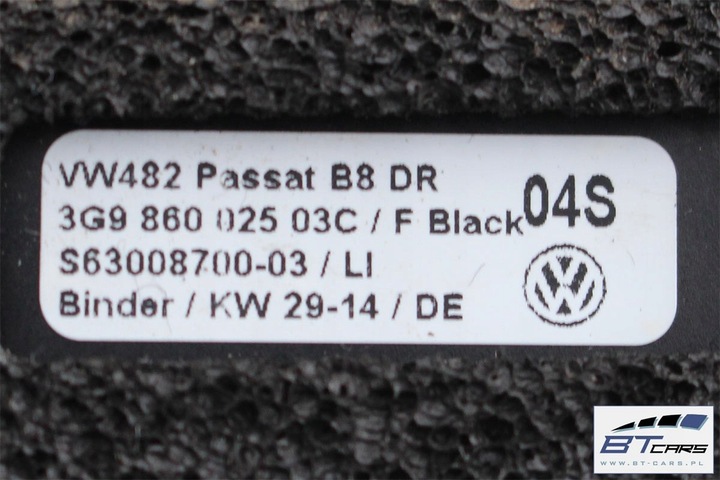 VW482 Passat B8 DR
3G9 860 025 03C / F Black
04S
S63008700-03 / LI
Binder / KW 29-14 / DE
BT CARS
WWW.BT-CARS.PL